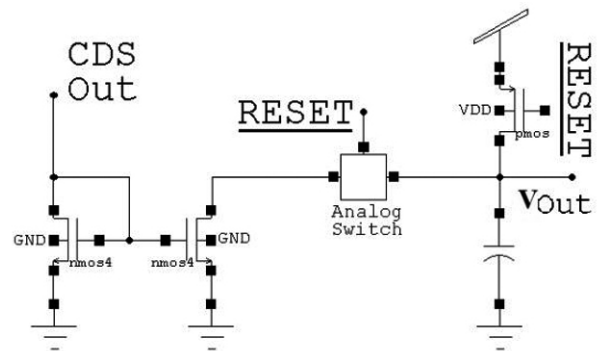 CDS
Out
RESET
RESET
VDD
pmos
Analog
Switch
VOut
GND
nmos4
nmos4
GND